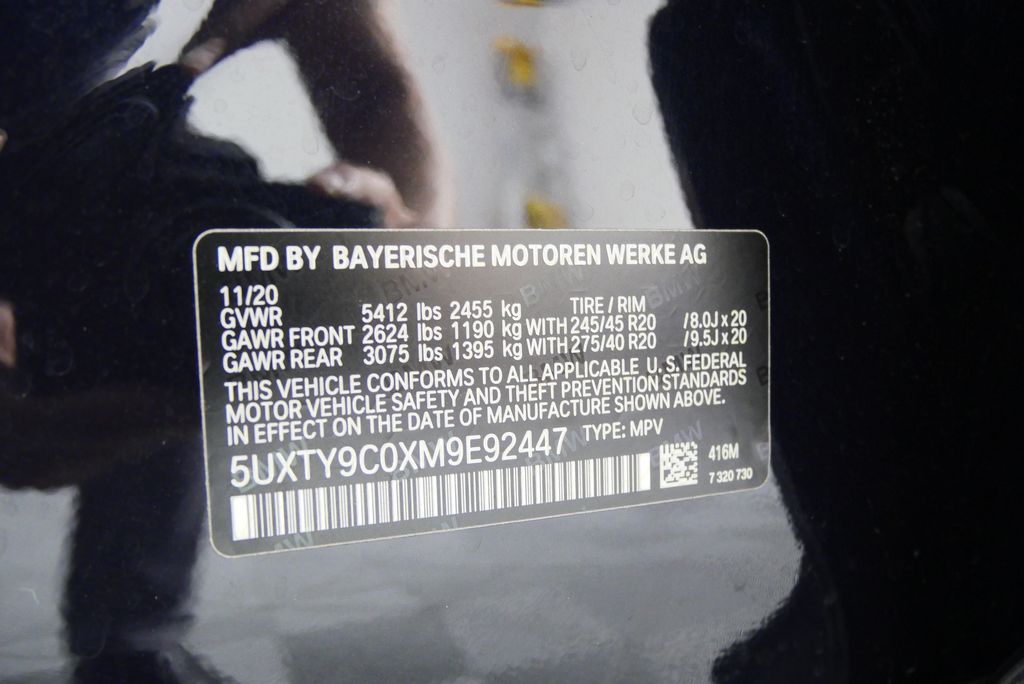 MFD BY BAYERISCHE MOTOREN WERKE AG
11/20 TIRE / RIM
GVWR 5412 lbs 2455 kg
GAWR FRONT 2624 lbs 1190 kg WITH 245/45 R20 /8.0J x 20
GAWR REAR 3075 lbs 1395 kg WITH 275/40 R20 /9.5J x 20
THIS VEHICLE CONFORMS TO ALL APPLICABLE U.S. FEDERAL
MOTOR VEHICLE SAFETY AND THEFT PREVENTION STANDARDS
IN EFFECT ON THE DATE OF MANUFACTURE SHOWN ABOVE.
5UXTY9C0XM9E92447 TYPE: MPV
416M
7 320 730